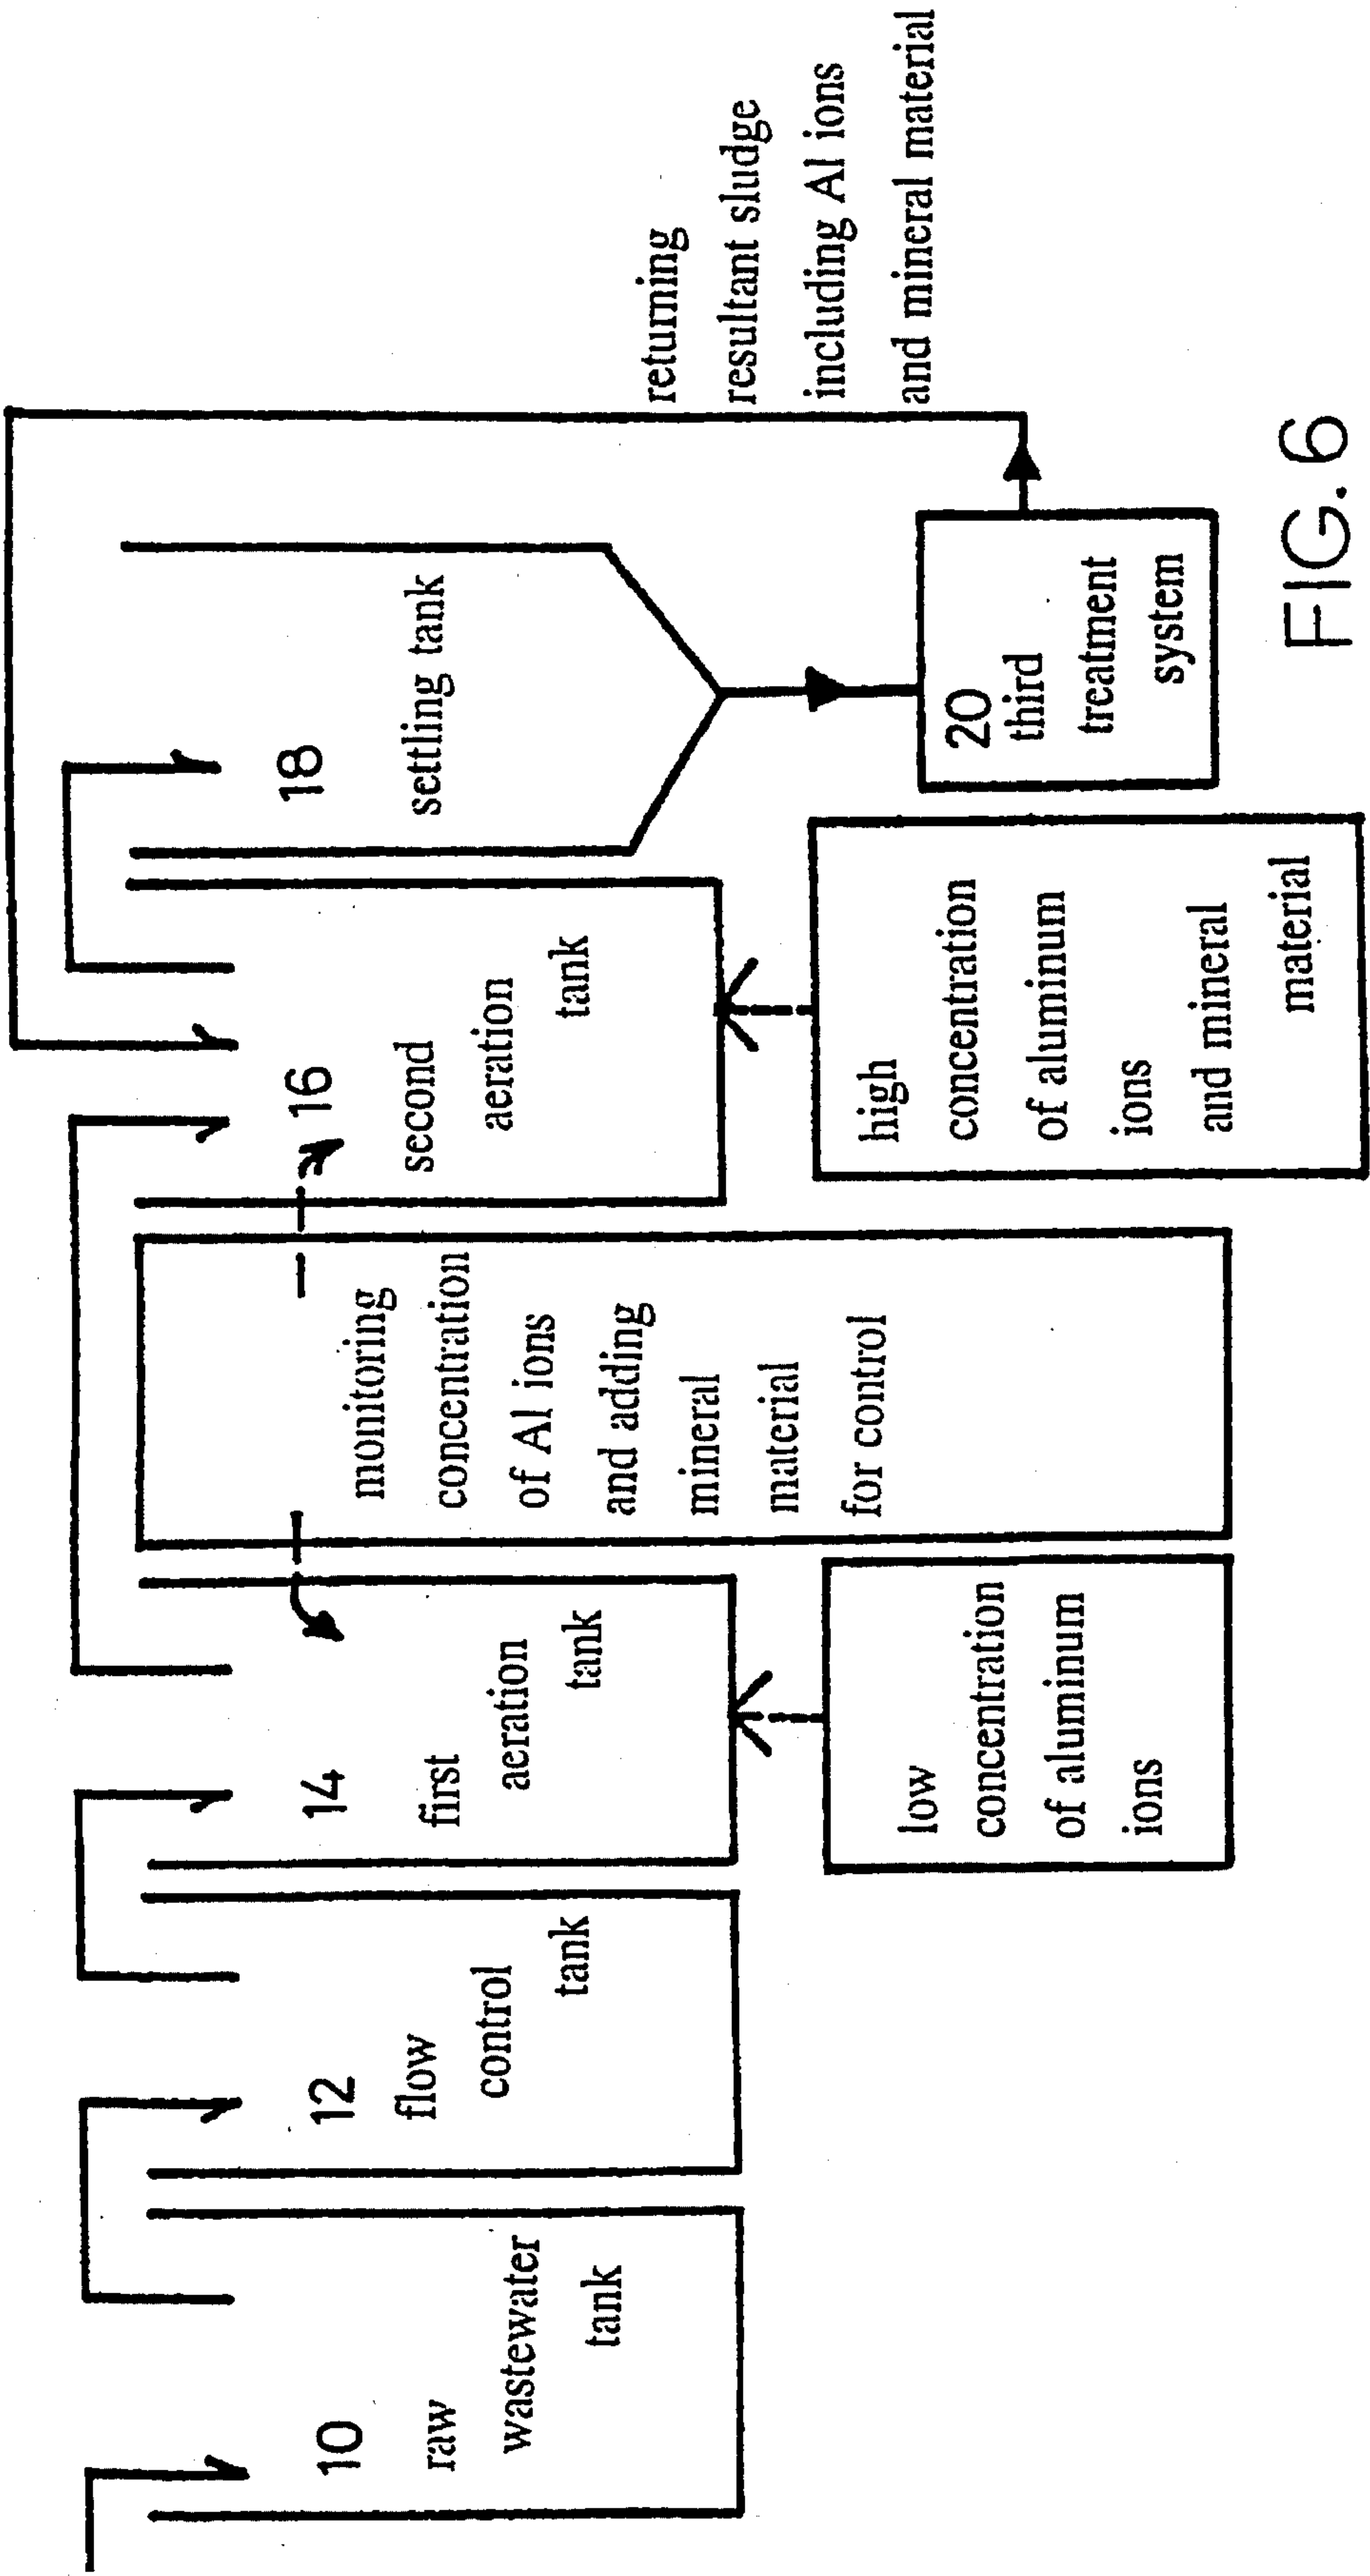 10
raw
wastewater
tank
12
flow
control
tank
14
first
aeration
tank
low
concentration
of aluminum
ions
monitoring
concentration
of Al ions
and adding
mineral
material
for control
16
second
aeration
tank
high
concentration
of aluminum
ions
and mineral
material
18
settling tank
20
third
treatment
system
returning
resultant sludge
including Al ions
and mineral material
FIG. 6